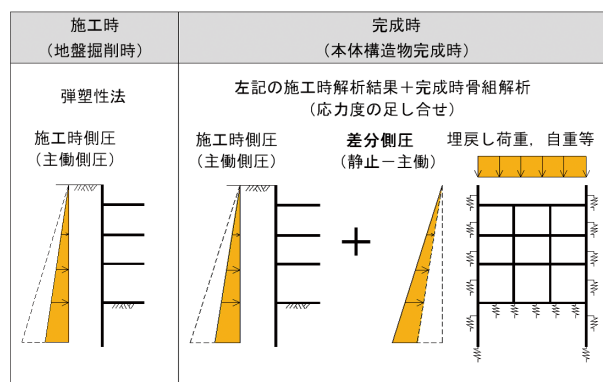 施工時
（地盤掘削時）
完成時
（本体構造物完成時）
弾塑性法
左記の施工時解析結果＋完成時骨組解析
（応力度の足し合せ）
施工時側圧
（主働側圧）
施工時側圧
（主働側圧）
差分側圧
（静止－主働）
埋戻し荷重，自重等
＋